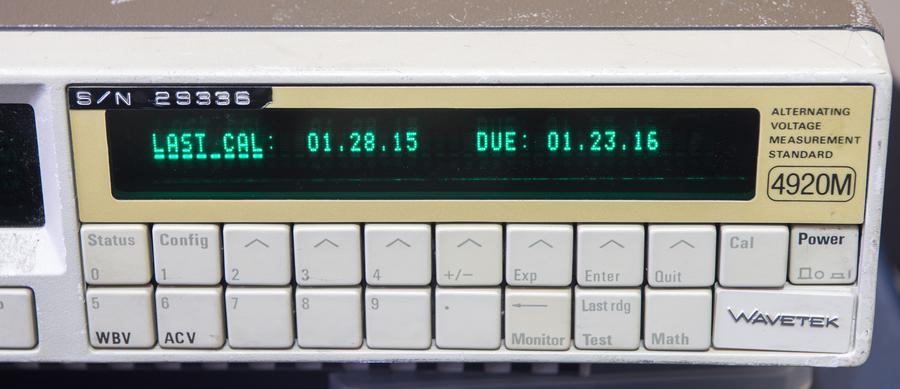 S/N 29336
LAST CAL: 01.28.15 DUE: 01.23.16
ALTERNATING
VOLTAGE
MEASUREMENT
STANDARD
4920M
Status Config Cal Power
0 1 2 3 4 +/- Exp Enter Quit
5 6 7 8 9 . Last rdg
WBV ACV Monitor Test Math
WAVETEK